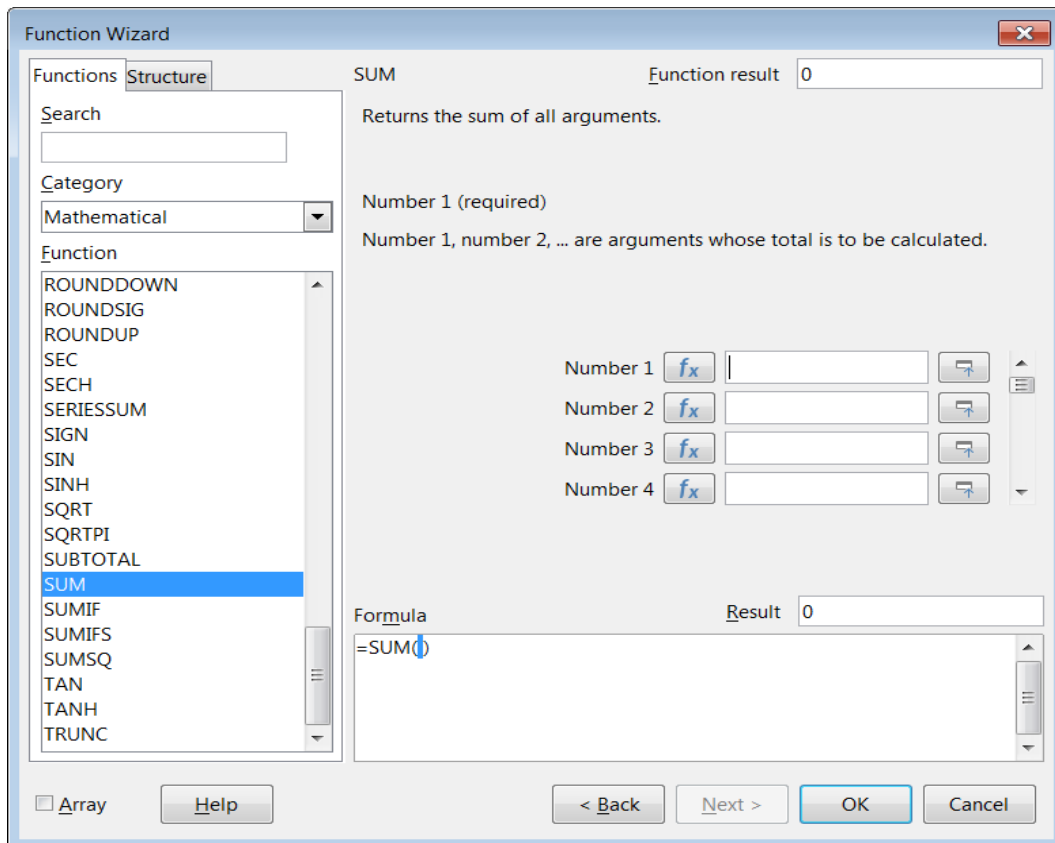 Function Wizard
Functions Structure
Search
Category
Mathematical
Function
ROUNDDOWN
ROUNDSIG
ROUNDUP
SEC
SECH
SERIESSUM
SIGN
SIN
SINH
SQRT
SQRTPI
SUBTOTAL
SUM
SUMIF
SUMIFS
SUMSQ
TAN
TANH
TRUNC
SUM Function result 0
Returns the sum of all arguments.
Number 1 (required)
Number 1, number 2, ... are arguments whose total is to be calculated.
Number 1 fx
Number 2 fx
Number 3 fx
Number 4 fx
Formula Result 0
=SUM()
Array Help < Back Next > OK Cancel